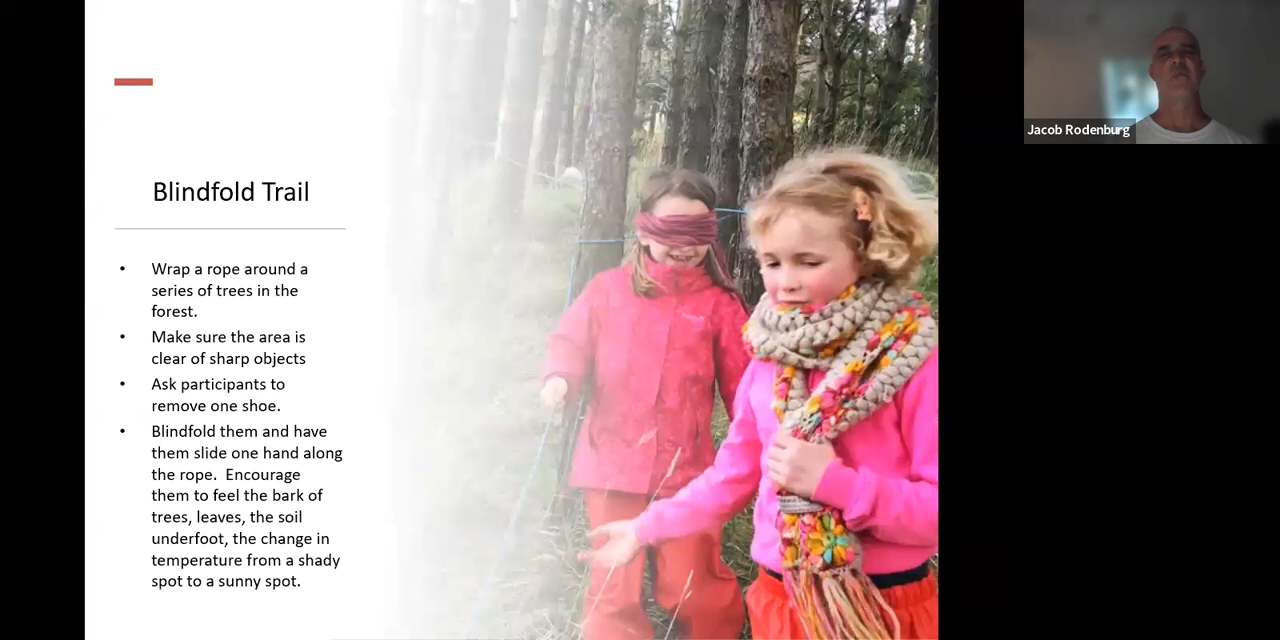 Blindfold Trail
• Wrap a rope around a
series of trees in the
forest.
• Make sure the area is
clear of sharp objects
• Ask participants to
remove one shoe.
• Blindfold them and have
them slide one hand along
the rope.  Encourage
them to feel the bark of
trees, leaves, the soil
underfoot, the change in
temperature from a shady
spot to a sunny spot.
Jacob Rodenburg